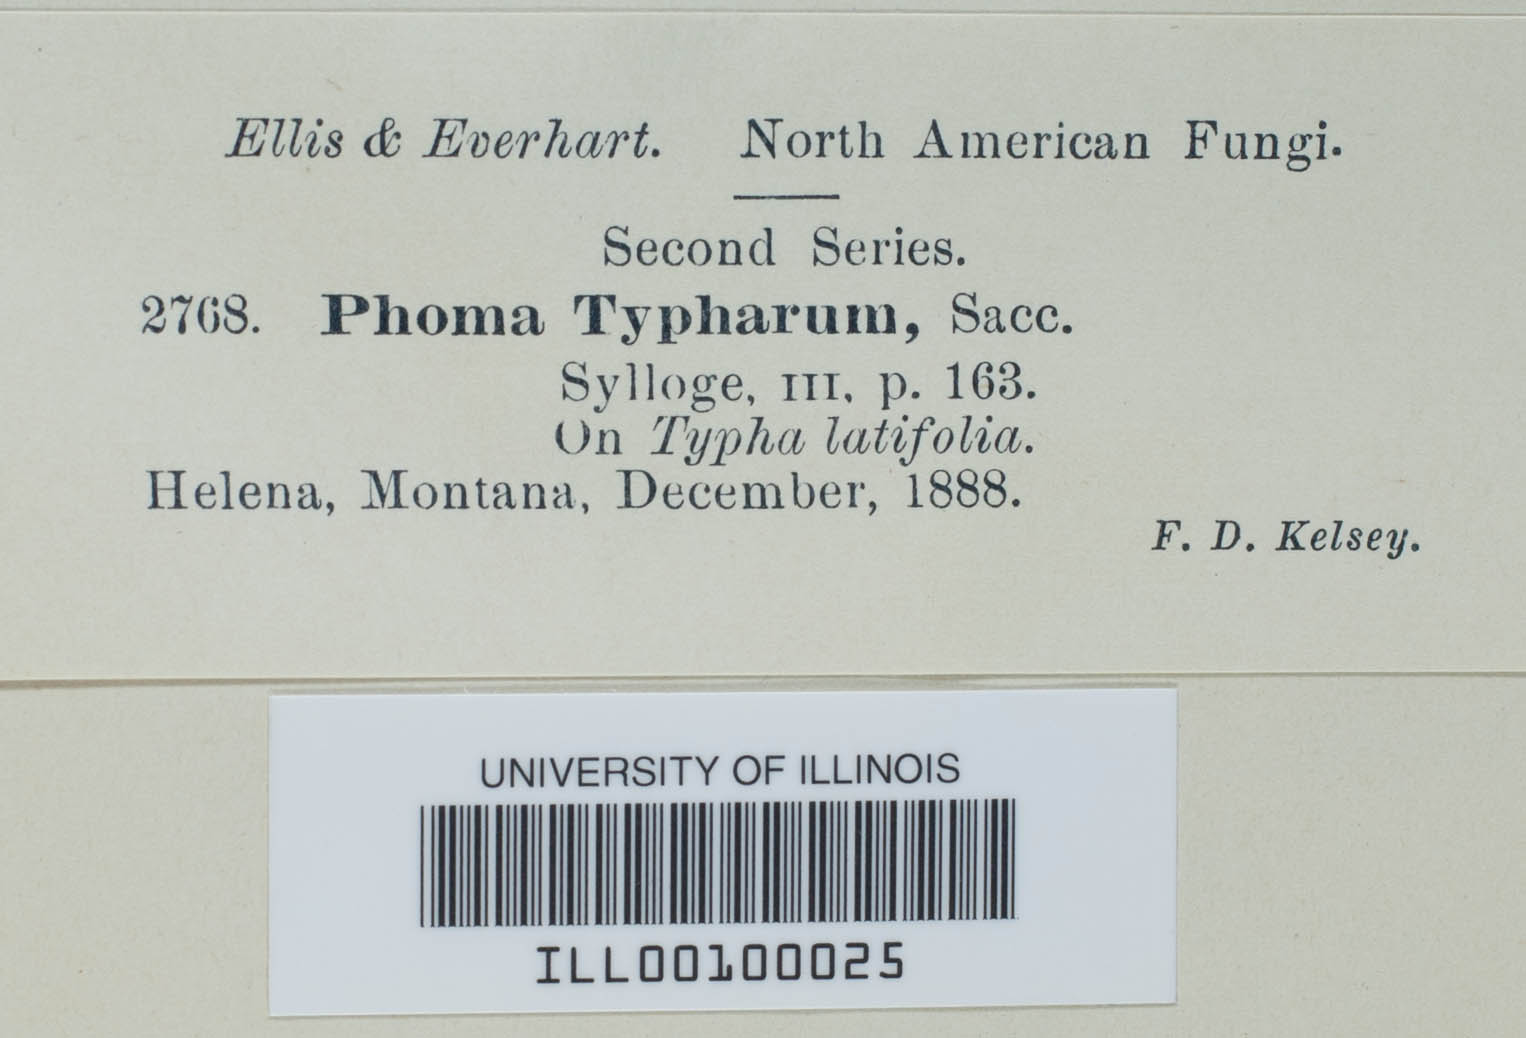 Ellis & Everhart. North American Fungi.
Second Series.
2768. Phoma Typharum, Sacc.
Sylloge, III, p. 163.
On Typha latifolia.
Helena, Montana, December, 1888.
F. D. Kelsey.
UNIVERSITY OF ILLINOIS
ILL00100025